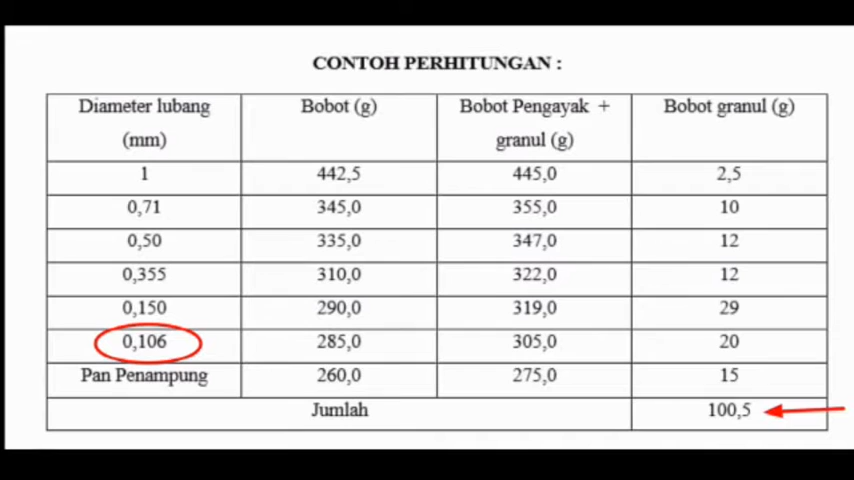 CONTOH PERHITUNGAN :
Diameter lubang (mm) Bobot (g) Bobot Pengayak + granul (g) Bobot granul (g)
1 442,5 445,0 2,5
0,71 345,0 355,0 10
0,50 335,0 347,0 12
0,355 310,0 322,0 12
0,150 290,0 319,0 29
0,106 285,0 305,0 20
Pan Penampung 260,0 275,0 15
Jumlah 100,5